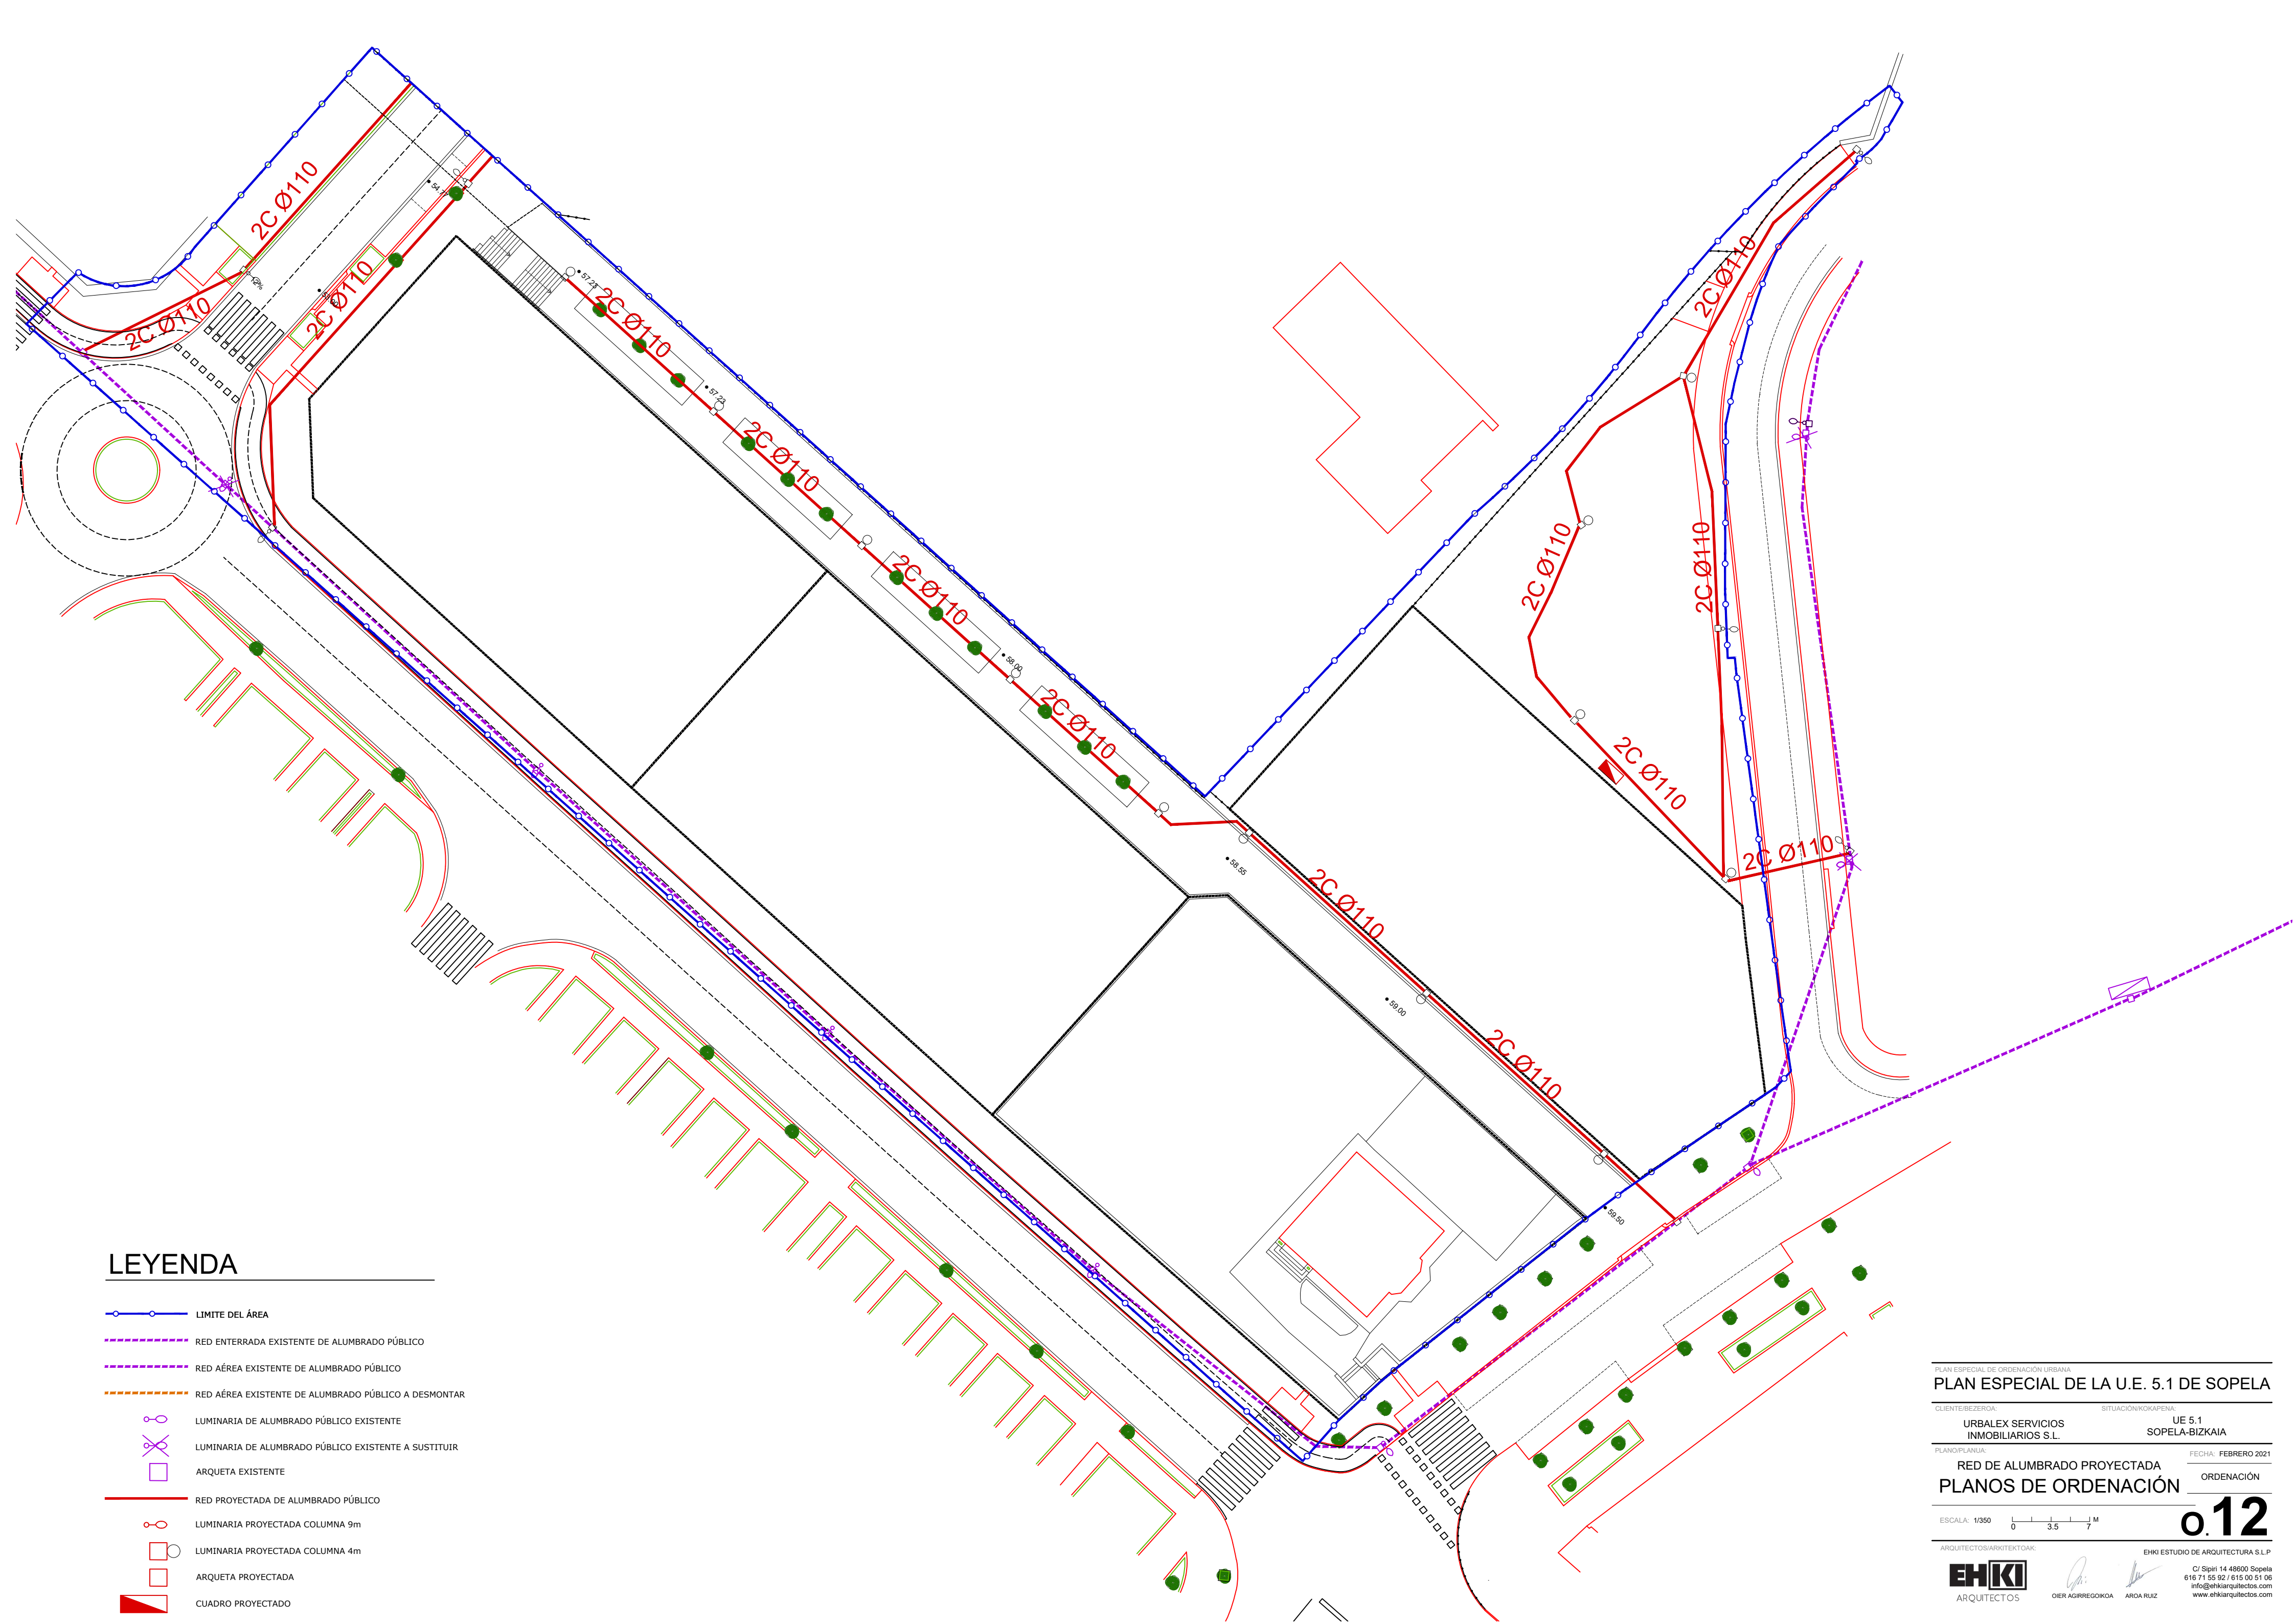 2C Ø110
2C Ø110
2C Ø110
12%
57.23
2C Ø110
57.23
2C Ø110
2C Ø110
58.00
2C Ø110
58.55
2C Ø110
59.00
2C Ø110
59.50
2C Ø110
2C Ø110
2C Ø110
2C Ø110
2C Ø110
LEYENDA
LIMITE DEL ÁREA
RED ENTERRADA EXISTENTE DE ALUMBRADO PÚBLICO
RED AÉREA EXISTENTE DE ALUMBRADO PÚBLICO
RED AÉREA EXISTENTE DE ALUMBRADO PÚBLICO A DESMONTAR
LUMINARIA DE ALUMBRADO PÚBLICO EXISTENTE
LUMINARIA DE ALUMBRADO PÚBLICO EXISTENTE A SUSTITUIR
ARQUETA EXISTENTE
RED PROYECTADA DE ALUMBRADO PÚBLICO
LUMINARIA PROYECTADA COLUMNA 9m
LUMINARIA PROYECTADA COLUMNA 4m
ARQUETA PROYECTADA
CUADRO PROYECTADO
PLAN ESPECIAL DE ORDENACIÓN URBANA
PLAN ESPECIAL DE LA U.E. 5.1 DE SOPELA
CLIENTE/BEZEROA:
URBALEX SERVICIOS
INMOBILIARIOS S.L.
SITUACIÓN/KOKAPENA:
UE 5.1
SOPELA-BIZKAIA
PLANO/PLANUA:
FECHA: FEBRERO 2021
RED DE ALUMBRADO PROYECTADA
PLANOS DE ORDENACIÓN
ORDENACIÓN
O.12
ESCALA: 1/350
0 3.5 7 M
ARQUITECTOS/ARKITEKTOAK:
EHKI ESTUDIO DE ARQUITECTURA S.L.P
EHKI
ARQUITECTOS
OIER AGIRREGOIKOA AROA RUIZ
C/ Sipiri 14 48600 Sopela
616 71 55 92 / 615 00 51 06
info@ehkiarquitectos.com
www.ehkiarquitectos.com